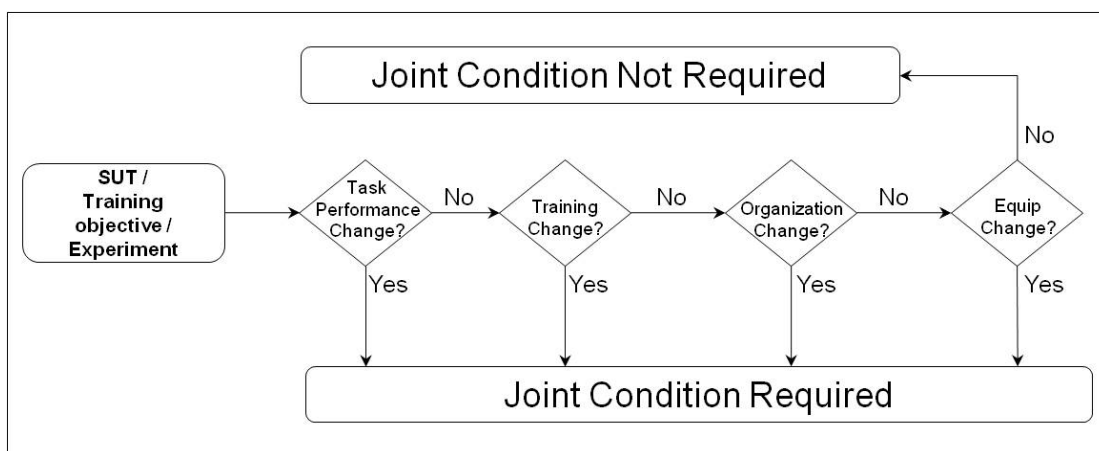 Joint Condition Not Required
No
SUT /
Training
objective /
Experiment
Task
Performance
Change?
No
Training
Change?
No
Organization
Change?
No
Equip
Change?
Yes
Yes
Yes
Yes
Joint Condition Required